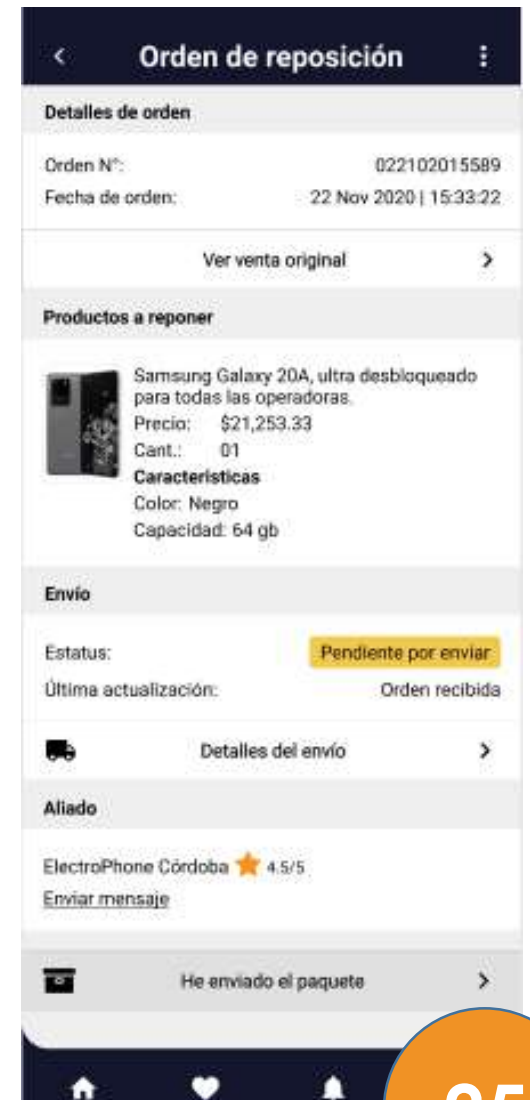 Orden de reposición
Detalles de orden
Orden N°: 022102015589
Fecha de orden: 22 Nov 2020 | 15:33:22
Ver venta original
Productos a reponer
Samsung Galaxy 20A, ultra desbloqueado
para todas las operadoras.
Precio: $21,253.33
Cant.: 01
Características
Color: Negro
Capacidad: 64 gb
Envío
Estatus: Pendiente por enviar
Última actualización: Orden recibida
Detalles del envío
Aliado
ElectroPhone Córdoba 4.5/5
Enviar mensaje
He enviado el paquete